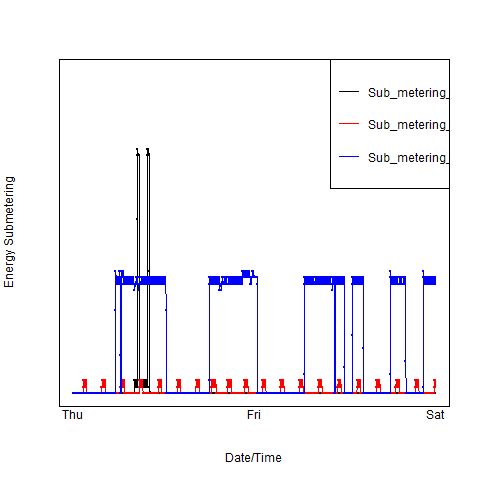 Sub_metering_
Sub_metering_
Sub_metering_
Energy Submetering
Thu Fri Sat
Date/Time